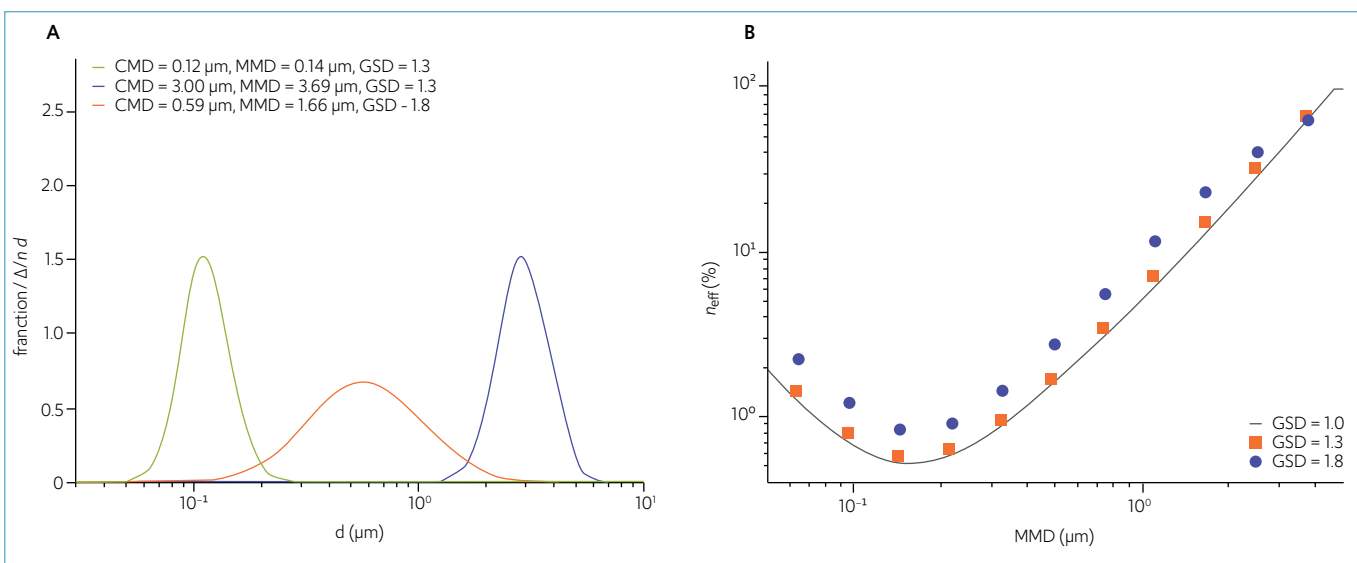 A
CMD = 0.12 µm, MMD = 0.14 µm, GSD = 1.3
CMD = 3.00 µm, MMD = 3.69 µm, GSD = 1.3
CMD = 0.59 µm, MMD = 1.66 µm, GSD - 1.8
franction / Δ/n d
2.5
2.0
1.5
1.0
0.5
0
10⁻¹
10⁰
10¹
d (µm)
B
n_eff (%)
10²
10¹
10⁰
10⁻¹
10⁰
MMD (µm)
GSD = 1.0
GSD = 1.3
GSD = 1.8